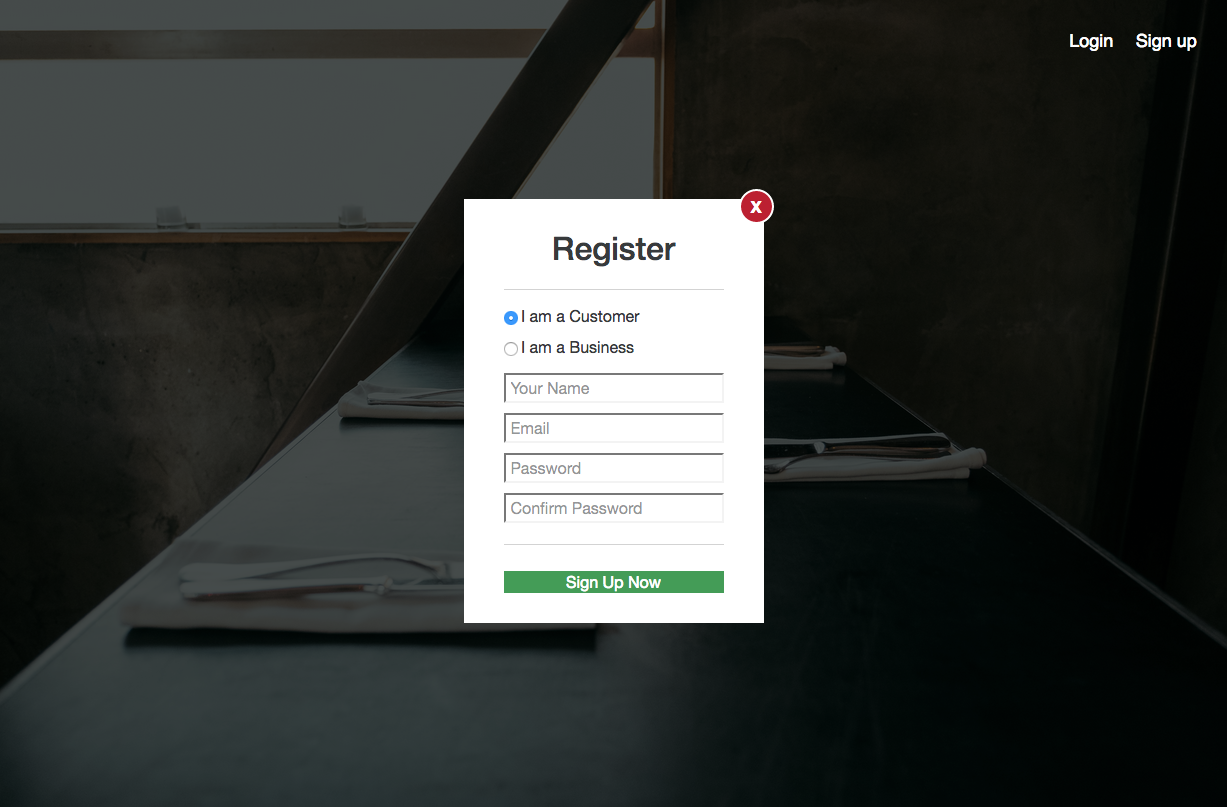 Login Sign up
x
Register
I am a Customer
I am a Business
Your Name
Email
Password
Confirm Password
Sign Up Now